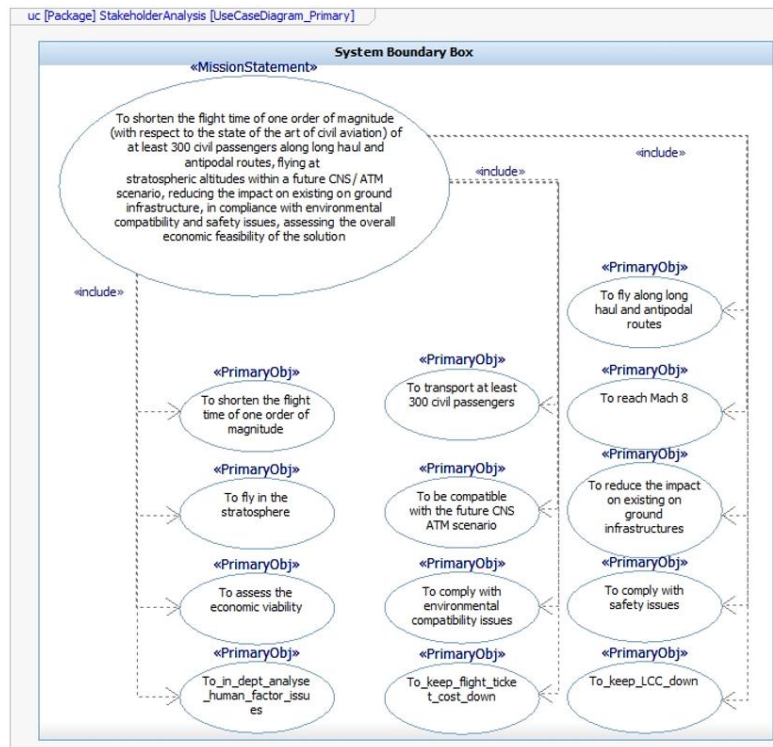 uc [Package] StakeholderAnalysis [UseCaseDiagram_Primary]
System Boundary Box
«MissionStatement»
To shorten the flight time of one order of magnitude
(with respect to the state of the art of civil aviation) of
at least 300 civil passengers along long haul and
antipodal routes, flying at
stratospheric altitudes within a future CNS/ ATM
scenario, reducing the impact on existing on ground
infrastructure, in compliance with environmental
compatibility and safety issues, assessing the overall
economic feasibility of the solution
«include»
«include»
«include»
«PrimaryObj»
To shorten the flight
time of one order of
magnitude
«PrimaryObj»
To fly in the
stratosphere
«PrimaryObj»
To assess the
economic viability
«PrimaryObj»
To_in_dept_analyse
_human_factor_issu
es
«PrimaryObj»
To transport at least
300 civil passengers
«PrimaryObj»
To be compatible
with the future CNS
ATM scenario
«PrimaryObj»
To comply with
environmental
compatibility issues
«PrimaryObj»
To_keep_flight_ticke
t_cost_down
«PrimaryObj»
To fly along long
haul and antipodal
routes
«PrimaryObj»
To reach Mach 8
«PrimaryObj»
To reduce the impact
on existing on
ground
infrastructures
«PrimaryObj»
To comply with
safety issues
«PrimaryObj»
To_keep_LCC_down